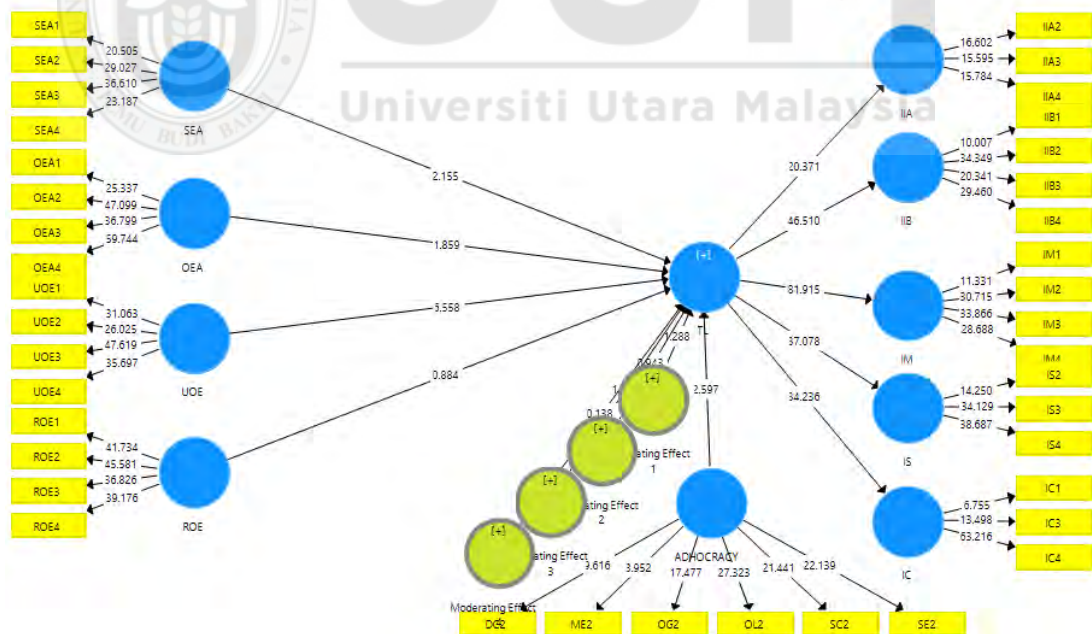 SEA1
SEA2
SEA3
SEA4
20.505
29.027
36.610
23.187
SEA
OEA1
OEA2
OEA3
OEA4
25.337
47.099
36.799
59.744
OEA
UOE1
UOE2
UOE3
UOE4
31.063
26.025
47.619
35.697
UOE
ROE1
ROE2
ROE3
ROE4
41.734
45.581
36.826
39.176
ROE
Universiti Utara Malaysia
BUDI
2.155
1.859
3.558
0.884
[+]
1.288
0.943
0.138
2.597
[+]
ating Effect
1
[+]
ating Effect
2
[+]
ating Effect
3
[+]
Moderating Effect
ADHOCRACY
9.616
3.952
17.477
27.323
21.441
22.139
DG2
ME2
OG2
OL2
SC2
SE2
20.371
46.510
81.915
37.078
34.236
IIA
16.602
15.595
15.784
IIA2
IIA3
IIA4
IIB
10.007
34.349
20.341
29.460
IIB1
IIB2
IIB3
IIB4
IM
11.331
30.715
33.866
28.688
IM1
IM2
IM3
IM4
IS
14.250
34.129
38.687
IS2
IS3
IS4
IC
6.755
13.498
63.216
IC1
IC3
IC4